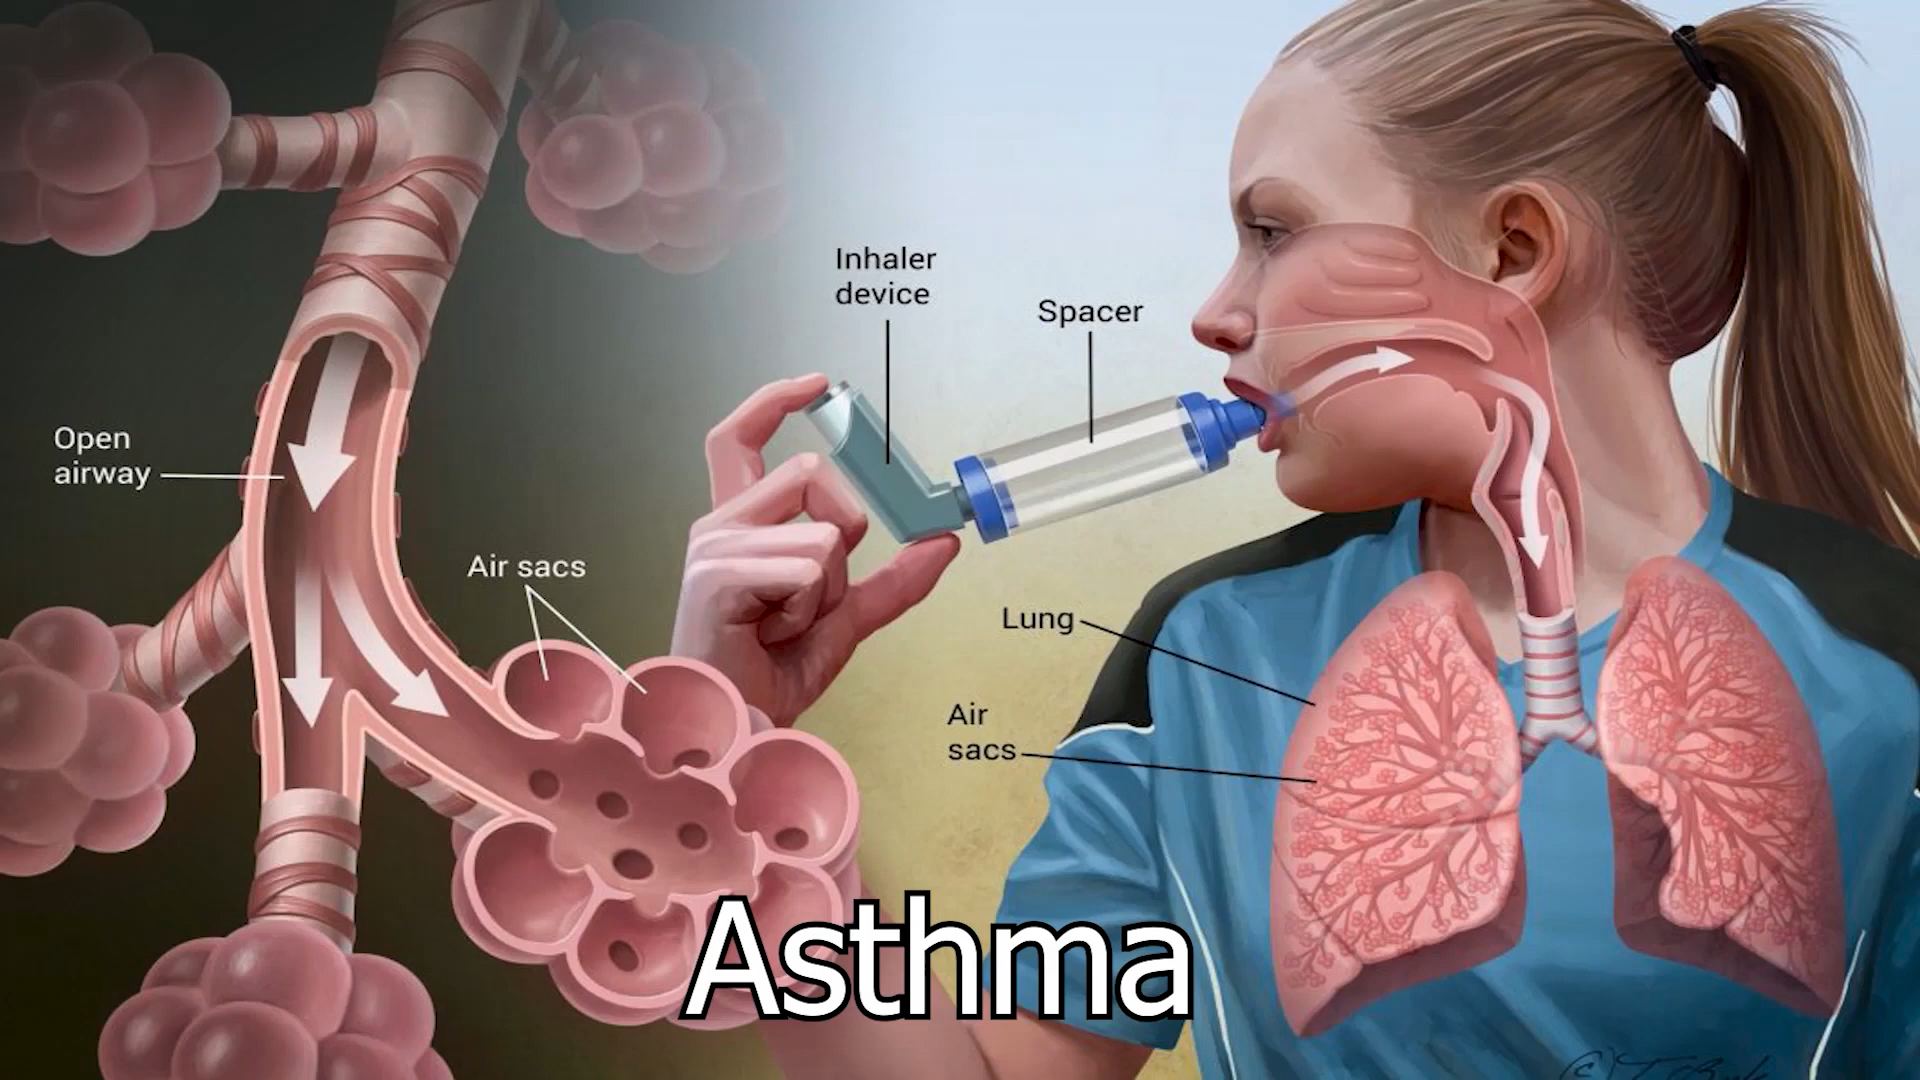 Inhaler
device
Spacer
Open
airway
Air sacs
Lung
Air
sacs
Asthma